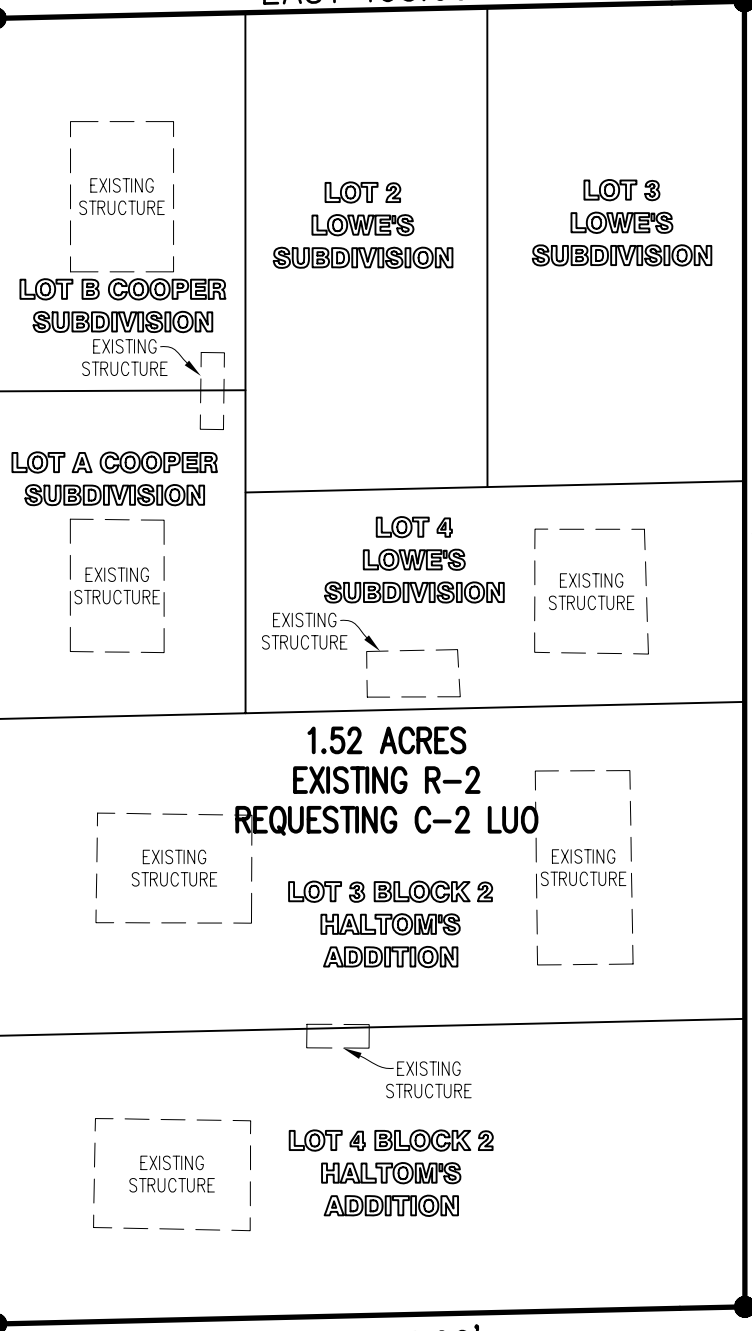 EXISTING
STRUCTURE
LOT 2
LOWE'S
SUBDIVISION
LOT 3
LOWE'S
SUBDIVISION
LOT B COOPER
SUBDIVISION
EXISTING
STRUCTURE
LOT A COOPER
SUBDIVISION
EXISTING
STRUCTURE
LOT 4
LOWE'S
SUBDIVISION
EXISTING
STRUCTURE
EXISTING
STRUCTURE
1.52 ACRES
EXISTING R-2
REQUESTING C-2 LUO
EXISTING
STRUCTURE
EXISTING
STRUCTURE
LOT 3 BLOCK 2
HALTOM'S
ADDITION
EXISTING
STRUCTURE
LOT 4 BLOCK 2
HALTOM'S
ADDITION
EXISTING
STRUCTURE